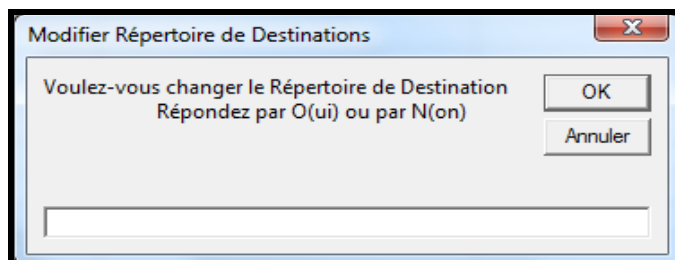 Modifier Répertoire de Destinations
Voulez-vous changer le Répertoire de Destination
Répondez par O(ui) ou par N(on)
OK
Annuler